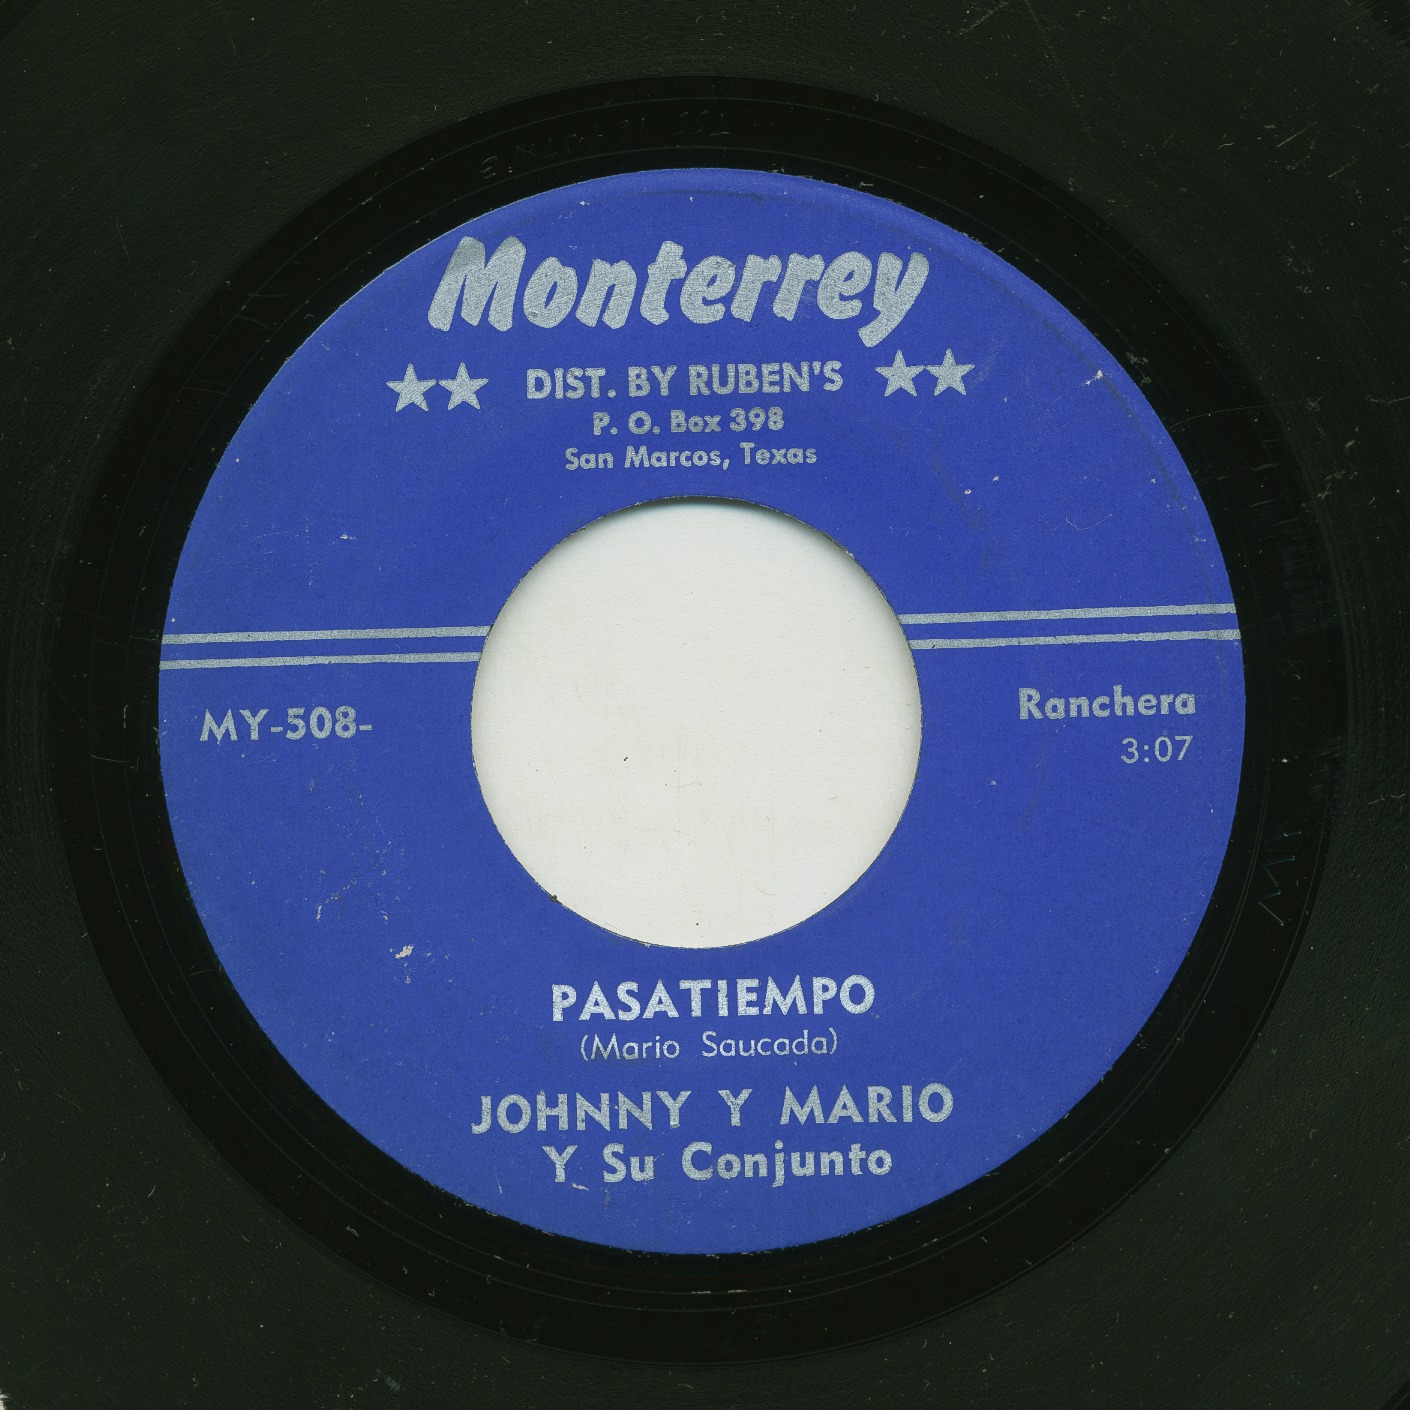 Monterrey
DIST. BY RUBEN'S
P. O. Box 398
San Marcos, Texas
MY-508-
Ranchera
3:07
PASATIEMPO
(Mario Saucada)
JOHNNY Y MARIO
Y Su Conjunto